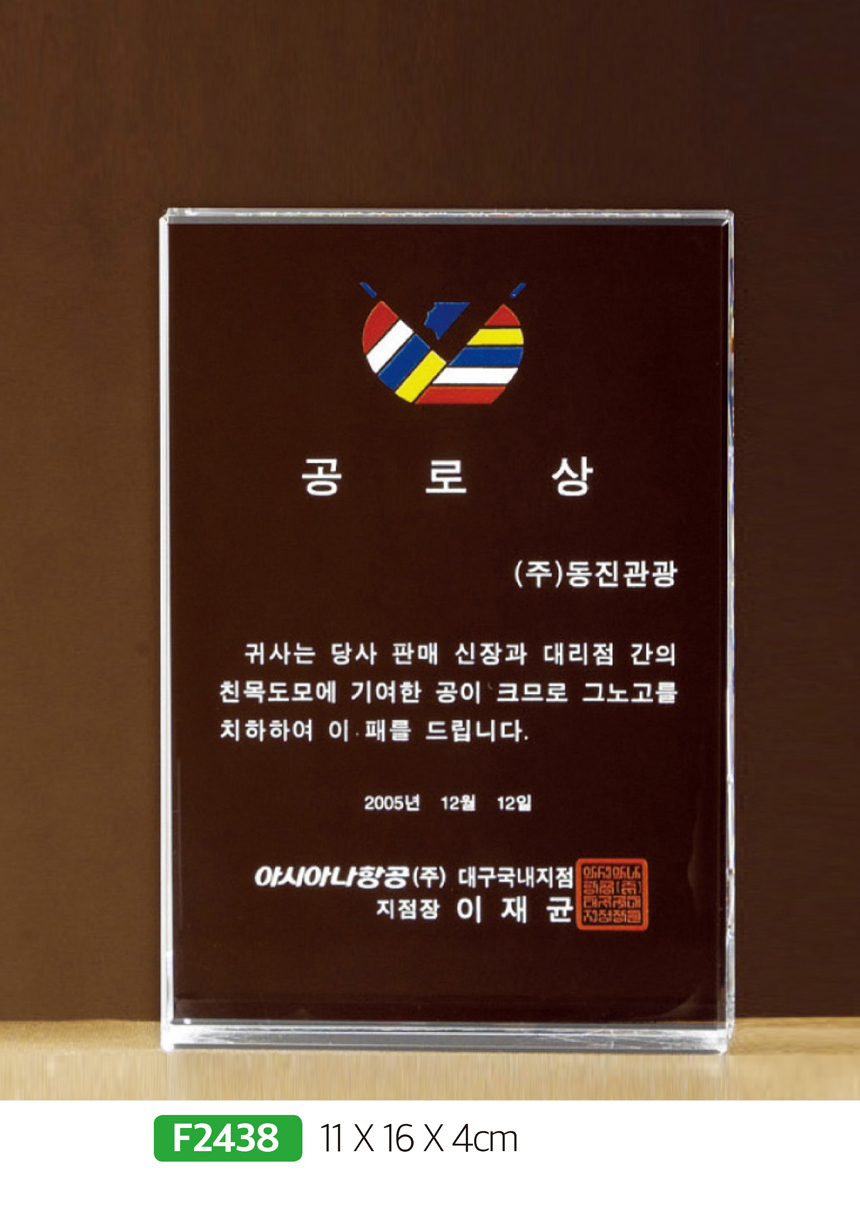 공 로 상
(주)동진관광
귀사는 당사 판매 신장과 대리점 간의
친목도모에 기여한 공이 크므로 그노고를
치하하여 이 패를 드립니다.
2005년 12월 12일
아시아나항공(주) 대구국내지점
지점장 이 재 균
F2438 11 X 16 X 4cm